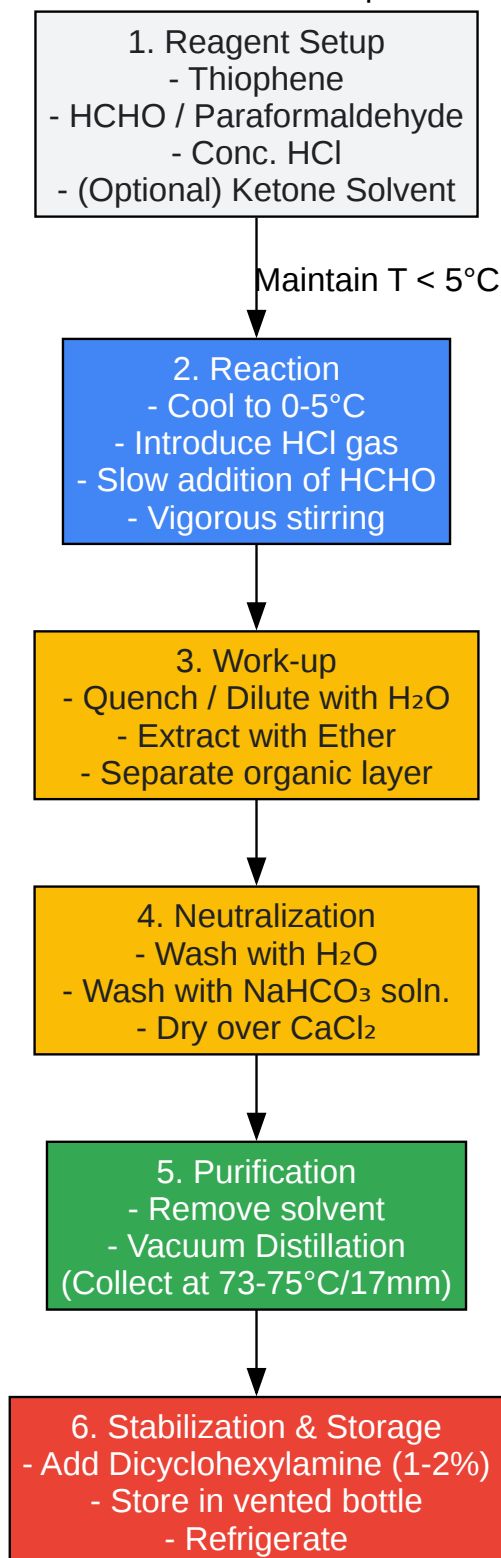 1. Reagent Setup
- Thiophene
- HCHO / Paraformaldehyde
- Conc. HCl
- (Optional) Ketone Solvent
Maintain T < 5°C
2. Reaction
- Cool to 0-5°C
- Introduce HCl gas
- Slow addition of HCHO
- Vigorous stirring
3. Work-up
- Quench / Dilute with H₂O
- Extract with Ether
- Separate organic layer
4. Neutralization
- Wash with H₂O
- Wash with NaHCO₃ soln.
- Dry over CaCl₂
5. Purification
- Remove solvent
- Vacuum Distillation
(Collect at 73-75°C/17mm)
6. Stabilization & Storage
- Add Dicyclohexylamine (1-2%)
- Store in vented bottle
- Refrigerate